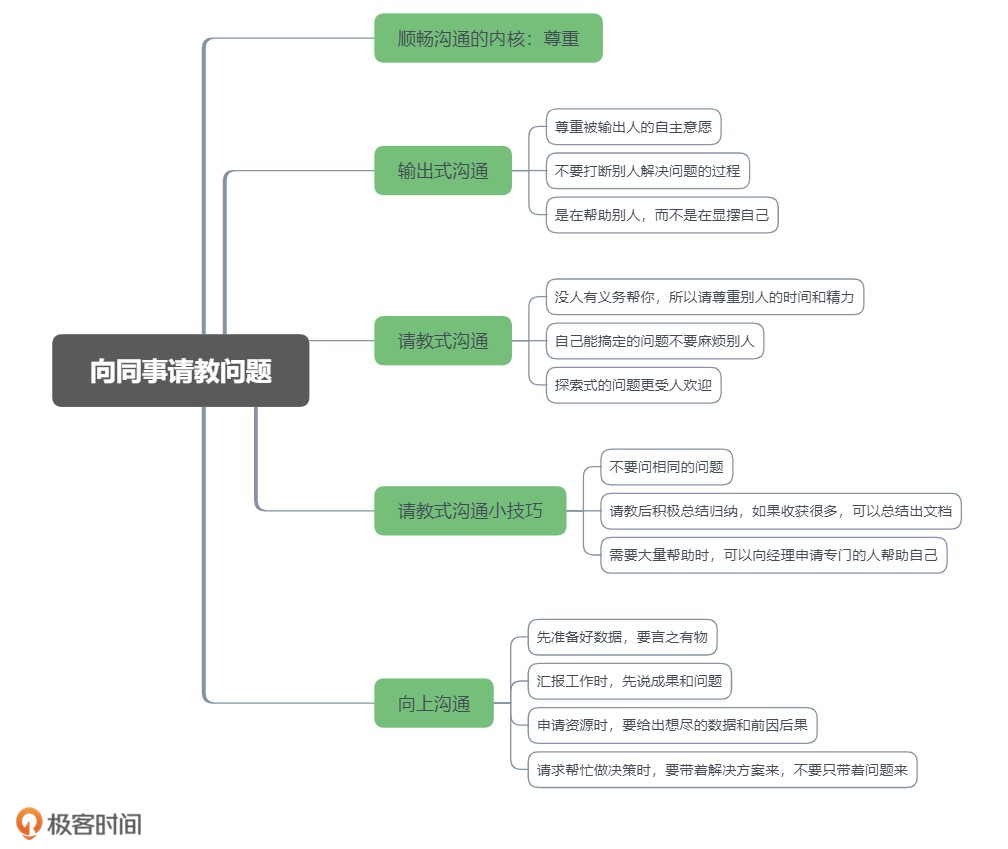 顺畅沟通的内核：尊重
尊重被输出人的自主意愿
输出式沟通
不要打断别人解决问题的过程
是在帮助别人，而不是在显摆自己
没人有义务帮你，所以请尊重别人的时间和精力
请教式沟通
自己能搞定的问题不要麻烦别人
向同事请教问题
探索式的问题更受人欢迎
不要问相同的问题
请教式沟通小技巧
请教后积极总结归纳，如果收获很多，可以总结出文档
需要大量帮助时，可以向经理申请专门的人帮助自己
先准备好数据，要言之有物
汇报工作时，先说成果和问题
向上沟通
申请资源时，要给出想尽的数据和前因后果
请求帮忙做决策时，要带着解决方案来，不要只带着问题来
极客时间